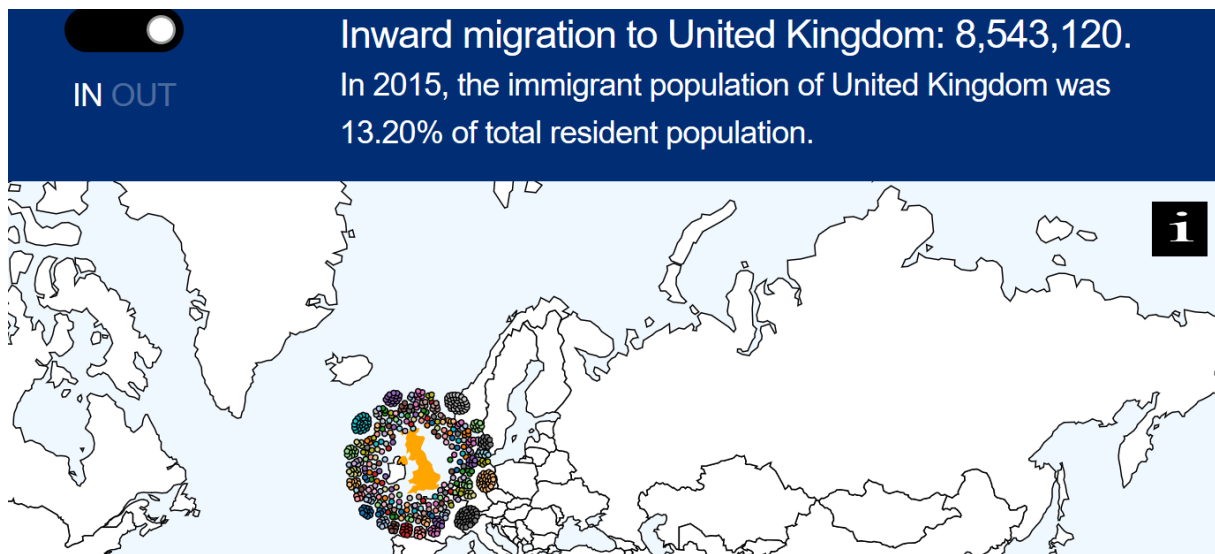 Inward migration to United Kingdom: 8,543,120.
IN OUT
In 2015, the immigrant population of United Kingdom was
13.20% of total resident population.
i